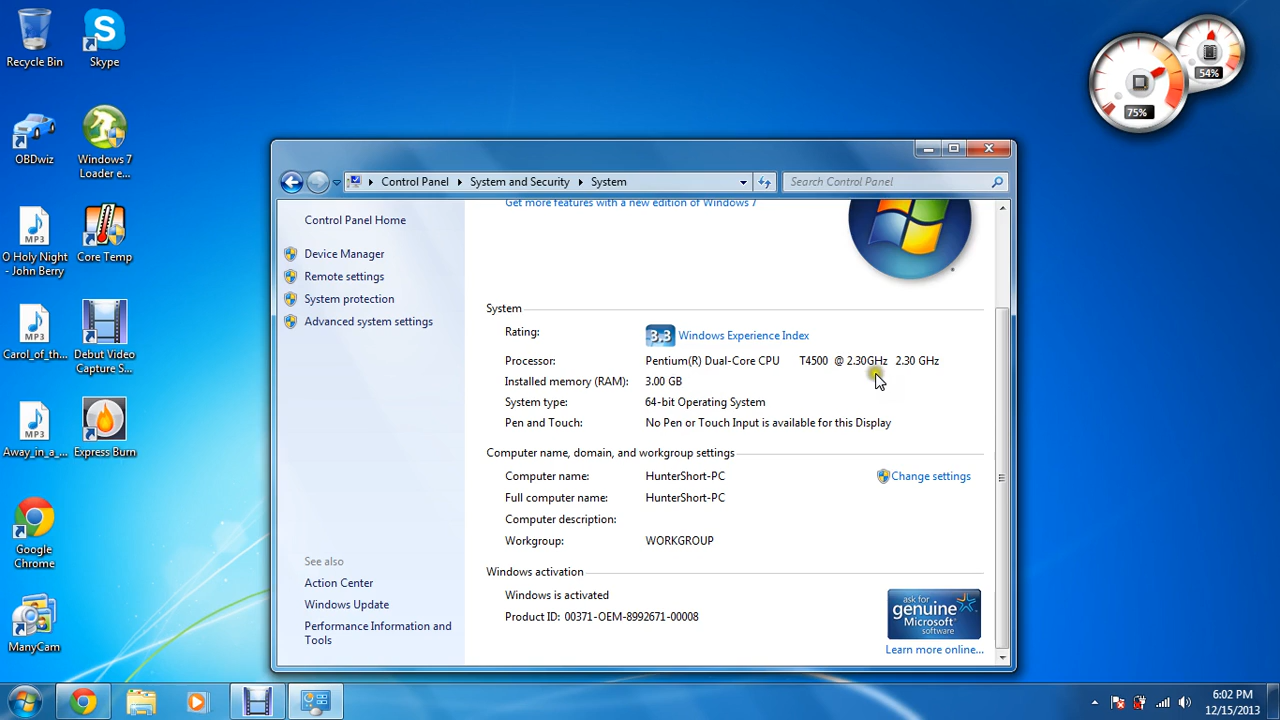 Recycle Bin
Skype
OBDwiz
Windows 7
Loader e...
MP3
O Holy Night
- John Berry
Core Temp
MP3
Carol_of_th...
Debut Video
Capture S...
MP3
Away_in_a_...
Express Burn
Google
Chrome
ManyCam
75%
54%
Control Panel
System and Security
System
Search Control Panel
Control Panel Home
Device Manager
Remote settings
System protection
Advanced system settings
See also
Action Center
Windows Update
Performance Information and
Tools
Get more features with a new edition of Windows 7
System
Rating: 3.3 Windows Experience Index
Processor: Pentium(R) Dual-Core CPU T4500 @ 2.30GHz 2.30 GHz
Installed memory (RAM): 3.00 GB
System type: 64-bit Operating System
Pen and Touch: No Pen or Touch Input is available for this Display
Computer name, domain, and workgroup settings
Computer name: HunterShort-PC
Change settings
Full computer name: HunterShort-PC
Computer description:
Workgroup: WORKGROUP
Windows activation
Windows is activated
Product ID: 00371-OEM-8992671-00008
ask for
genuine
Microsoft
software
Learn more online...
6:02 PM
12/15/2013